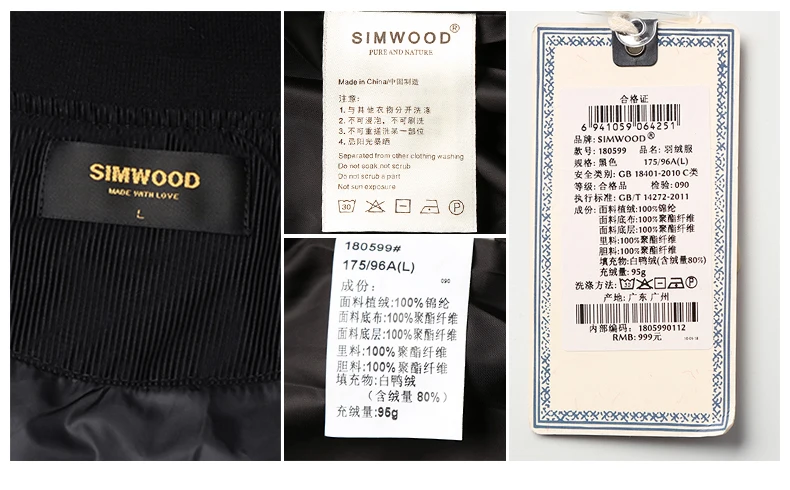 SIMWOOD
MADE WITH LOVE
L
SIMWOOD®
PURE AND NATURE
Made in China/中国制造
注意:
1.与其他衣物分开洗涤
2.不可浸泡，不可刷洗
3.不可重搓洗某一部位
4.忌阳光暴晒
Seperated from other clothing washing
Do not soak not scrub
Do not scrub a part
Not sun exposure
30
P
180599#
175/96A(L)
090
成份:
面料植绒:100%锦纶
面料底布:100%聚酯纤维
面料底层:100%聚酯纤维
里料:100%聚酯纤维
胆料:100%聚酯纤维
填充物:白鸭绒
(含绒量 80%)
充绒量:95g
合格证
6 941059 064251
品牌: SIMWOOD®
款号: 180599 品名: 羽绒服
规格: 黑色 175/96A(L)
安全类别: GB 18401-2010 C类
等级: 合格品 检验: 090
执行标准: GB/T 14272-2011
成份: 面料植绒:100%锦纶
面料底布:100%聚酯纤维
面料底层:100%聚酯纤维
里料:100%聚酯纤维
胆料:100%聚酯纤维
填充物:白鸭绒(含绒量80%)
充绒量: 95g
洗涤方法:
P
产地: 广东 广州
内部编码: 1805990112
RMB: 999元